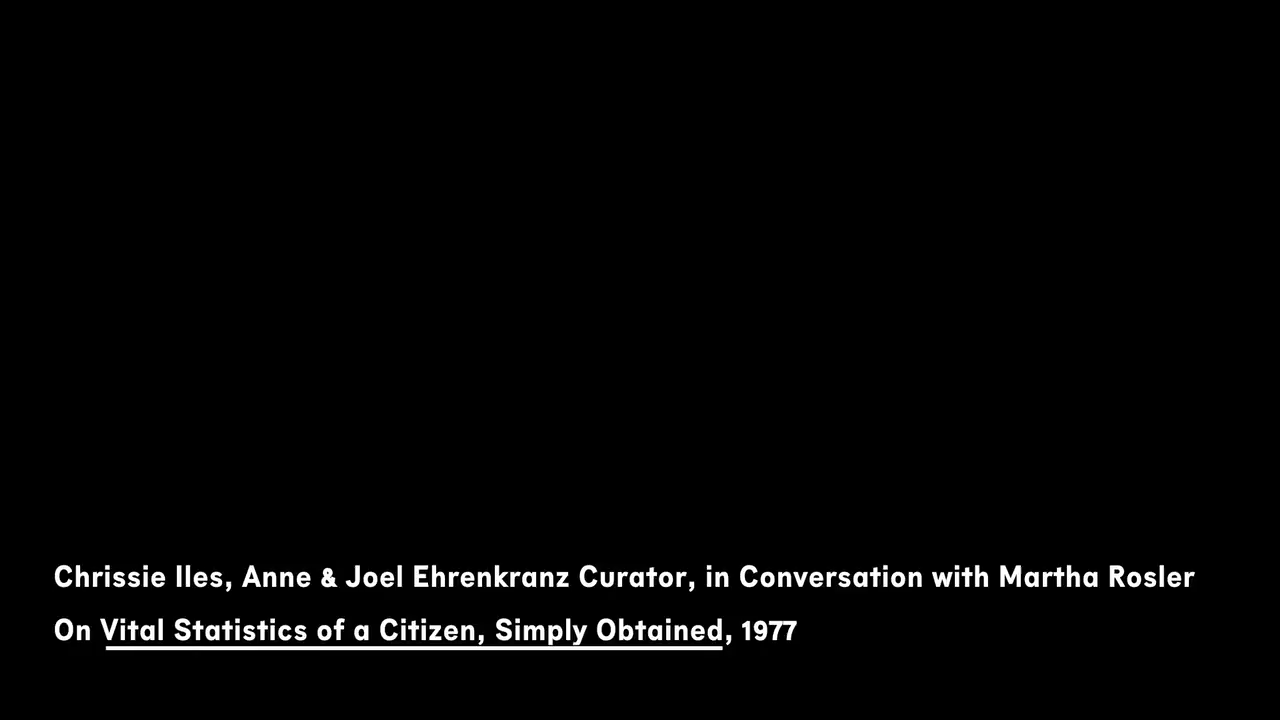 Chrissie Iles, Anne & Joel Ehrenkranz Curator, in Conversation with Martha Rosler
On Vital Statistics of a Citizen, Simply Obtained, 1977